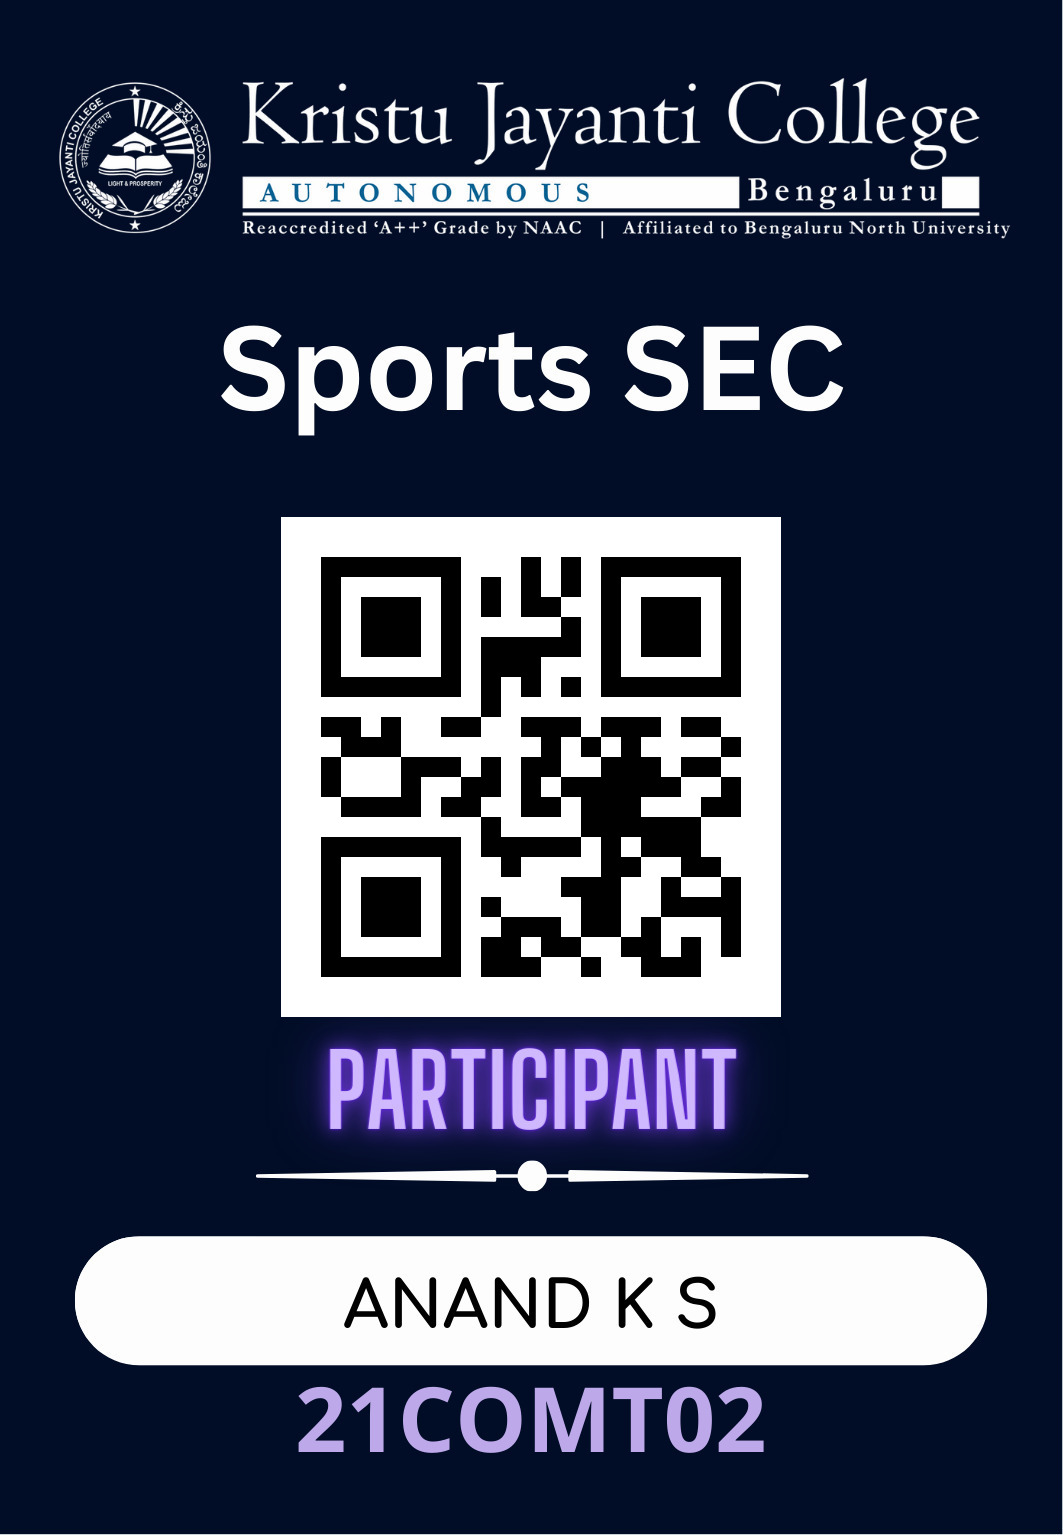 KRISTU JAYANTI COLLEGE
ಕ್ರಿಸ್ತು ಜಯಂತಿ ಕಾಲೇಜು
LIGHT & PROSPERITY
Kristu Jayanti College
AUTONOMOUS Bengaluru
Reaccredited ‘A++’ Grade by NAAC | Affiliated to Bengaluru North University
Sports SEC
PARTICIPANT
ANAND K S
21COMT02